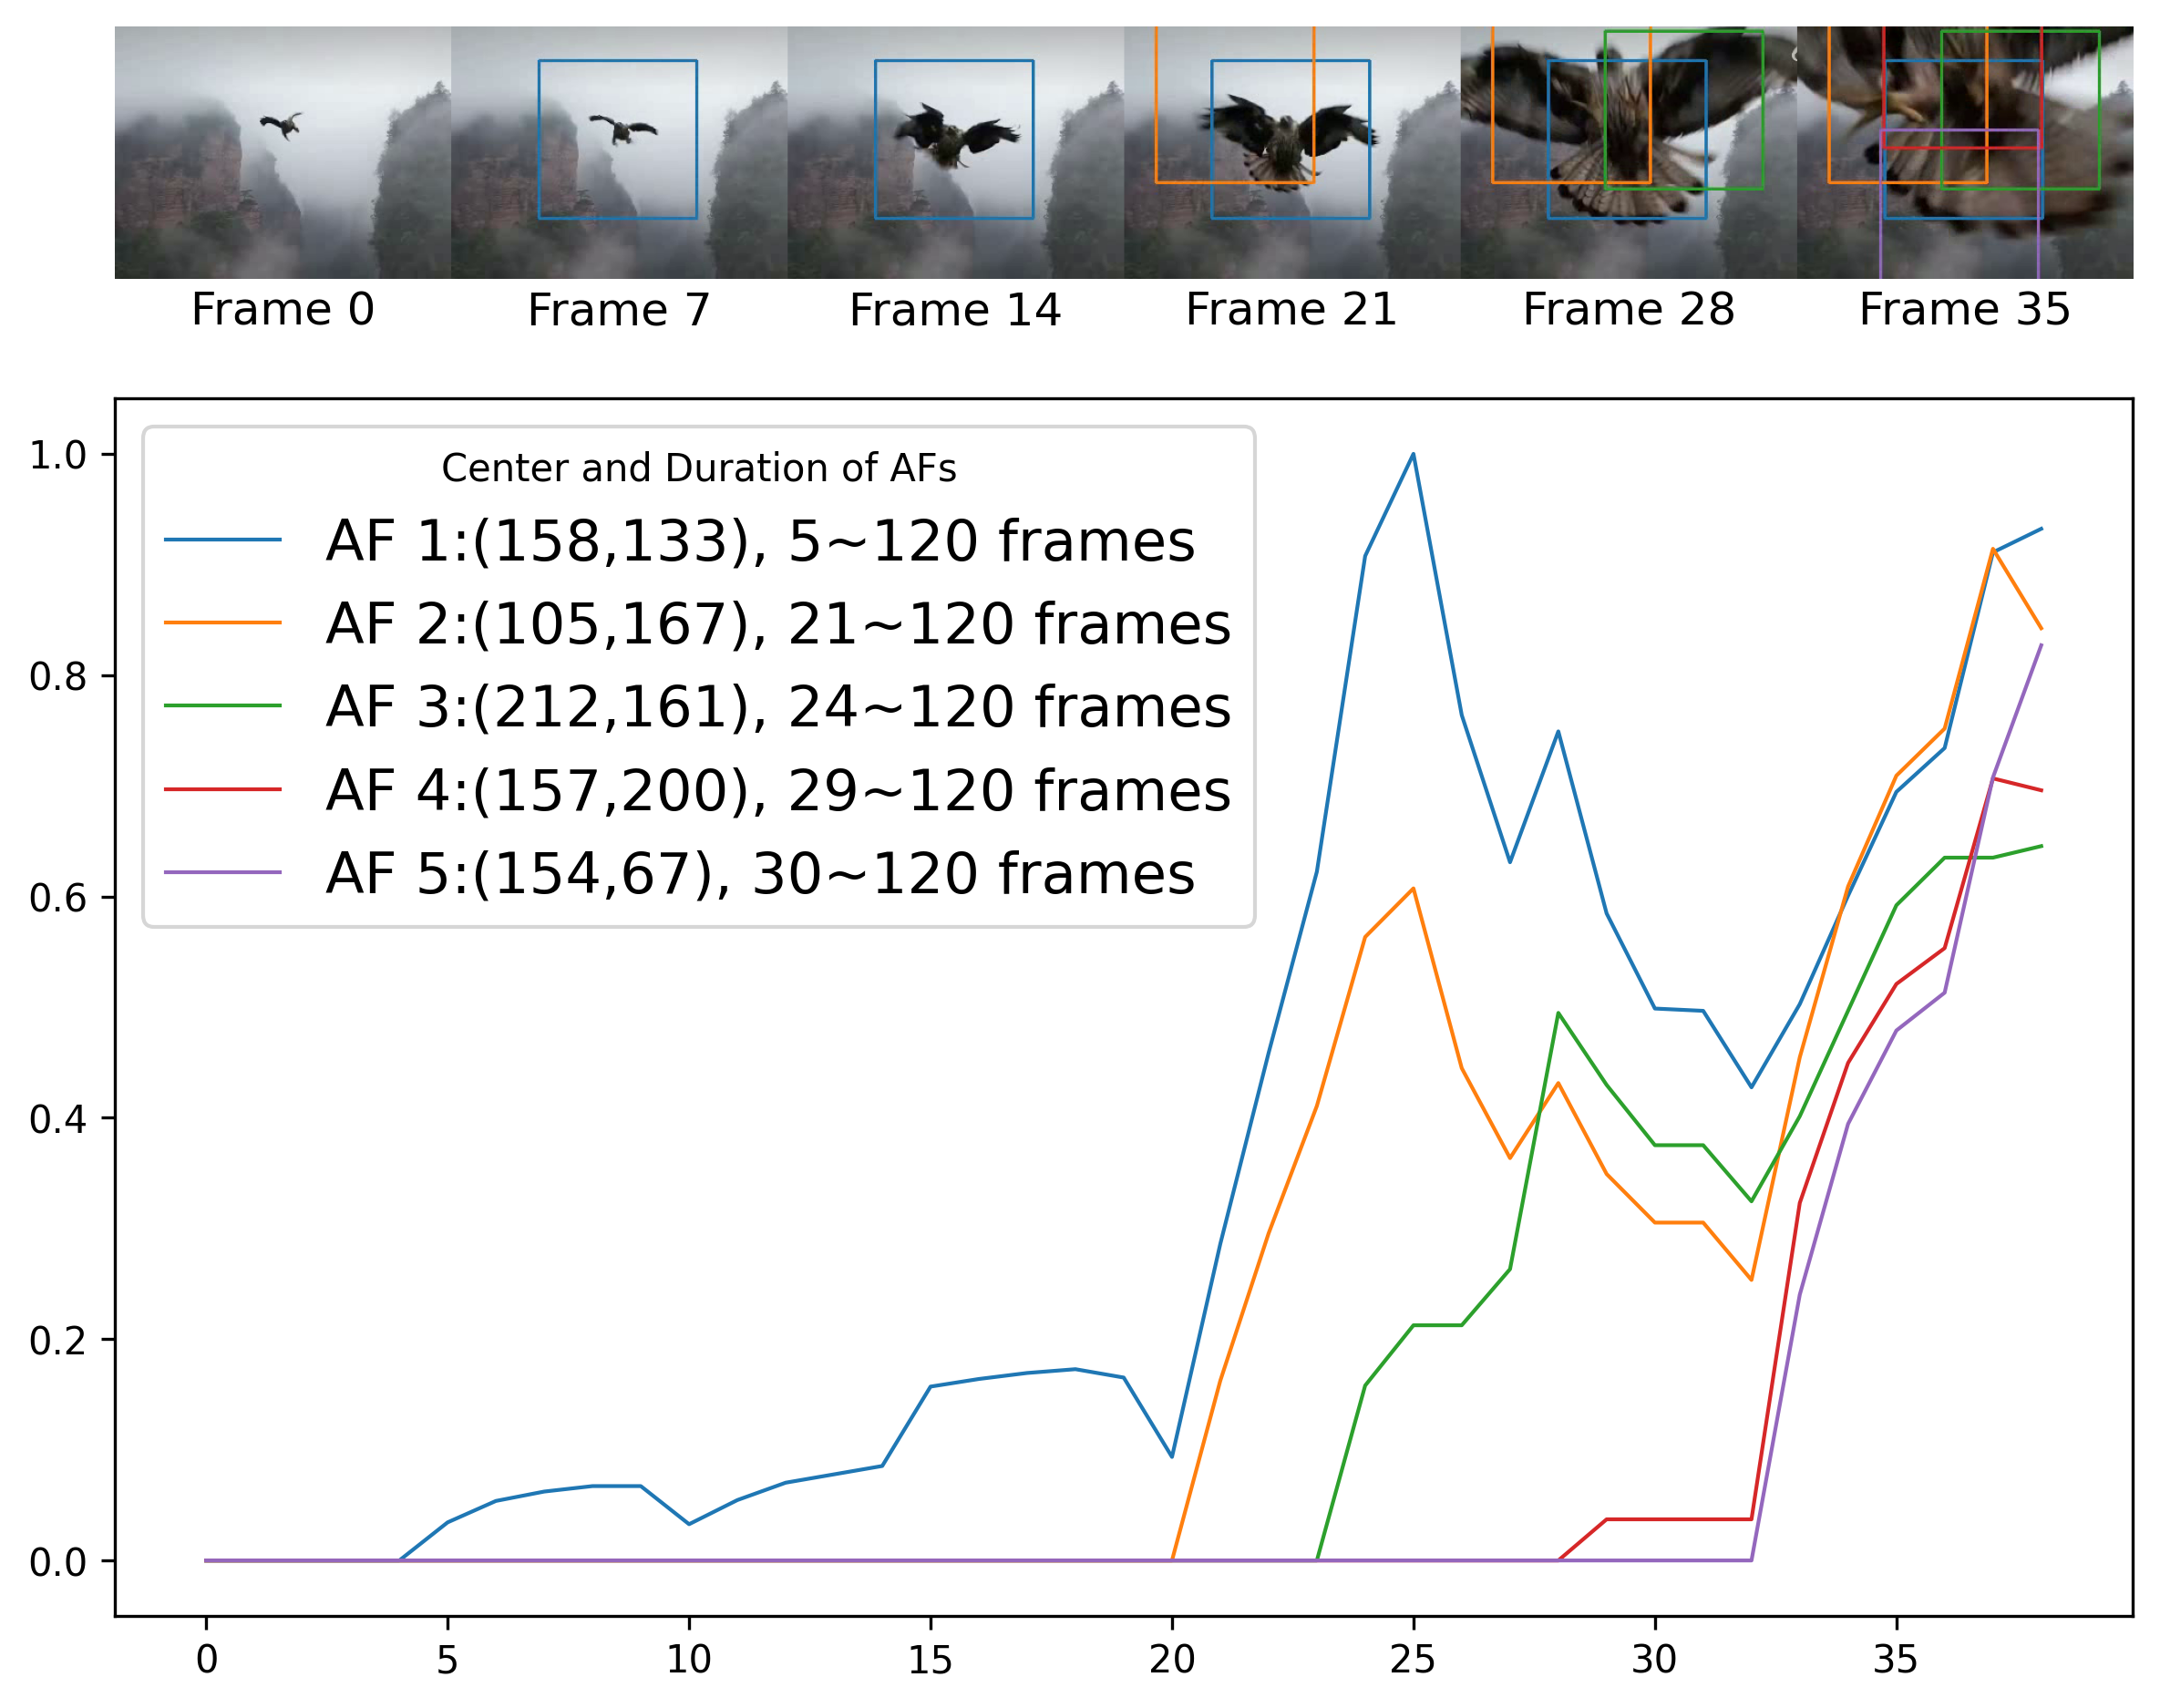 Frame 0 Frame 7 Frame 14 Frame 21 Frame 28 Frame 35
Center and Duration of AFs
AF 1:(158,133), 5~120 frames
AF 2:(105,167), 21~120 frames
AF 3:(212,161), 24~120 frames
AF 4:(157,200), 29~120 frames
AF 5:(154,67), 30~120 frames
1.0
0.8
0.6
0.4
0.2
0.0
0 5 10 15 20 25 30 35